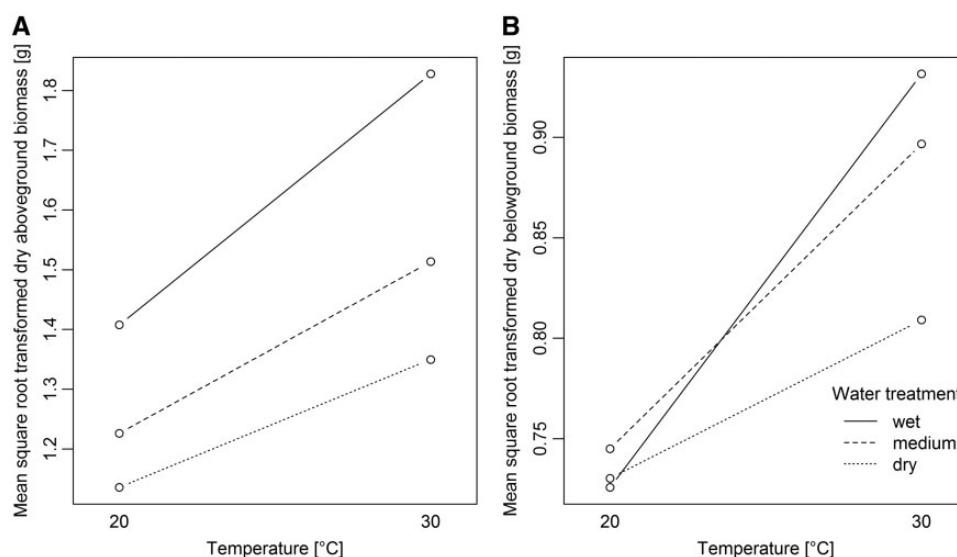 A
Mean square root transformed dry aboveground biomass [g]
1.8
1.7
1.6
1.5
1.4
1.3
1.2
20
30
Temperature [°C]
B
Mean square root transformed dry belowground biomass [g]
0.90
0.85
0.80
0.75
20
30
Temperature [°C]
Water treatment
wet
medium
dry